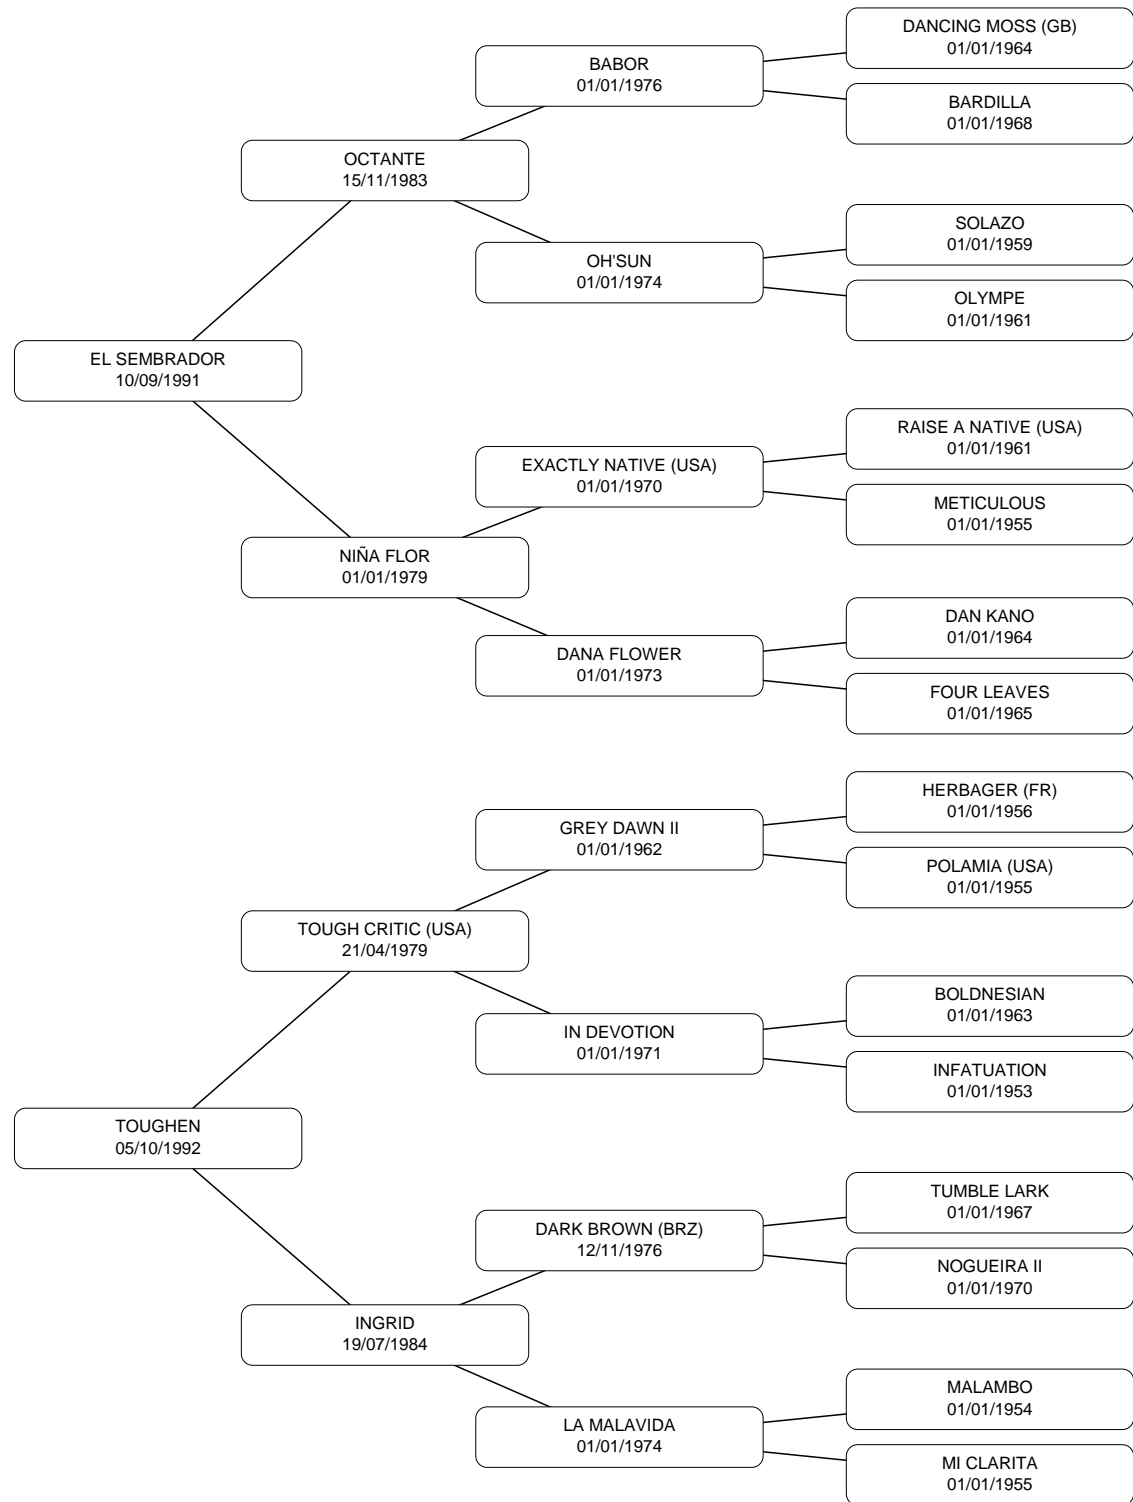 DANCING MOSS (GB)
01/01/1964
BABOR
01/01/1976
BARDILLA
01/01/1968
OCTANTE
15/11/1983
SOLAZO
01/01/1959
OH'SUN
01/01/1974
OLYMPE
01/01/1961
EL SEMBRADOR
10/09/1991
RAISE A NATIVE (USA)
01/01/1961
EXACTLY NATIVE (USA)
01/01/1970
METICULOUS
01/01/1955
NIÑA FLOR
01/01/1979
DAN KANO
01/01/1964
DANA FLOWER
01/01/1973
FOUR LEAVES
01/01/1965
HERBAGER (FR)
01/01/1956
GREY DAWN II
01/01/1962
POLAMIA (USA)
01/01/1955
TOUGH CRITIC (USA)
21/04/1979
BOLDNESIAN
01/01/1963
IN DEVOTION
01/01/1971
INFATUATION
01/01/1953
TOUGHEN
05/10/1992
TUMBLE LARK
01/01/1967
DARK BROWN (BRZ)
12/11/1976
NOGUEIRA II
01/01/1970
INGRID
19/07/1984
MALAMBO
01/01/1954
LA MALAVIDA
01/01/1974
MI CLARITA
01/01/1955